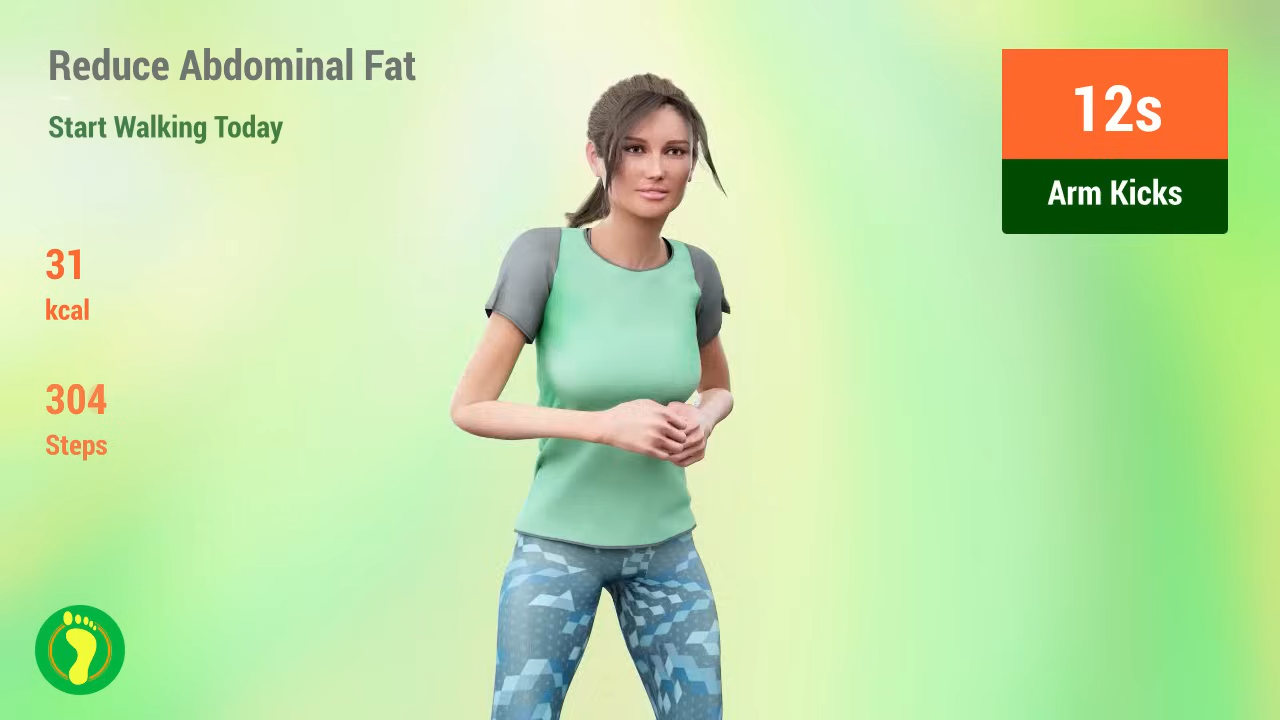 Reduce Abdominal Fat
Start Walking Today
12s
Arm Kicks
31
kcal
304
Steps